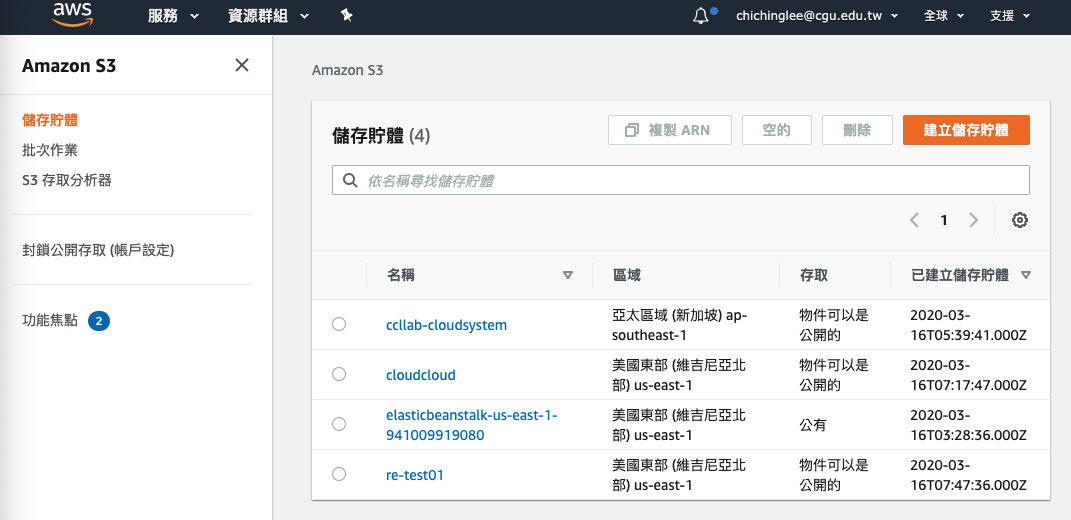 aws 服務 資源群組 chichinglee@cgu.edu.tw 全球 支援
Amazon S3
儲存貯體
批次作業
S3 存取分析器
封鎖公開存取 (帳戶設定)
功能焦點 2
Amazon S3
儲存貯體 (4) 複製 ARN 空的 刪除 建立儲存貯體
依名稱尋找儲存貯體
1
名稱 區域 存取 已建立儲存貯體
ccllab-cloudsystem
亞太區域 (新加坡) ap-
southeast-1
物件可以是
公開的
2020-03-
16T05:39:41.000Z
cloudcloud
美國東部 (維吉尼亞北
部) us-east-1
物件可以是
公開的
2020-03-
16T07:17:47.000Z
elasticbeanstalk-us-east-1-
941009919080
美國東部 (維吉尼亞北
部) us-east-1
公有
2020-03-
16T03:28:36.000Z
re-test01
美國東部 (維吉尼亞北
部) us-east-1
物件可以是
公開的
2020-03-
16T07:47:36.000Z